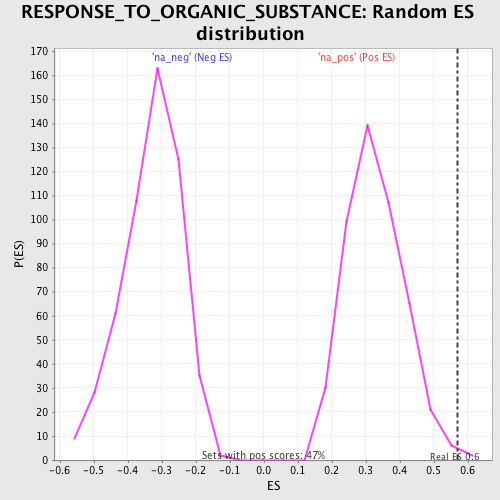 RESPONSE_TO_ORGANIC_SUBSTANCE: Random ES
distribution
'na_neg' (Neg ES) 'na_pos' (Pos ES)
P(ES)
170
160
150
140
130
120
110
100
90
80
70
60
50
40
30
20
10
0
Sets with pos scores: 47% Real ES 0.6
-0.6 -0.5 -0.4 -0.3 -0.2 -0.1 0.0 0.1 0.2 0.3 0.4 0.5 0.6
ES